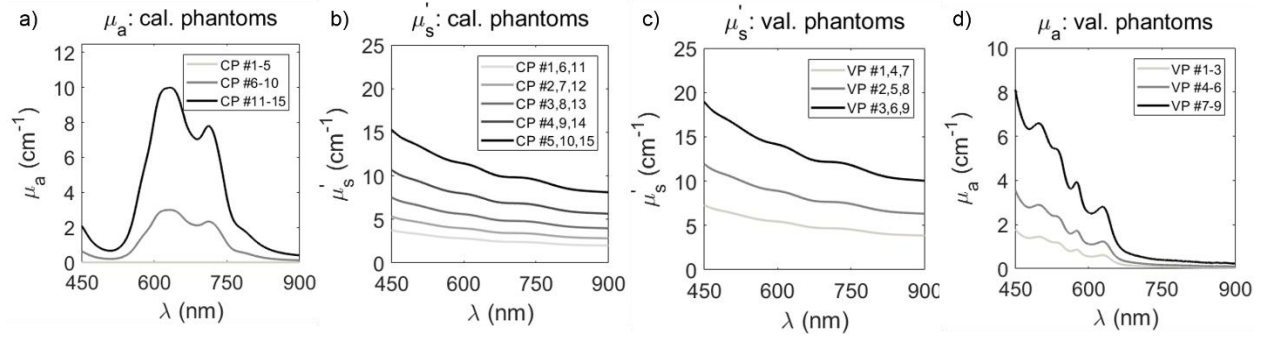 a)
μa: cal. phantoms
12
10
8
6
4
2
0
μa (cm-1)
CP #1-5
CP #6-10
CP #11-15
450
600
750
900
λ (nm)
b)
μs': cal. phantoms
25
20
15
10
5
0
μs' (cm-1)
CP #1,6,11
CP #2,7,12
CP #3,8,13
CP #4,9,14
CP #5,10,15
450
600
750
900
λ (nm)
c)
μs': val. phantoms
25
20
15
10
5
0
μs' (cm-1)
VP #1,4,7
VP #2,5,8
VP #3,6,9
450
600
750
900
λ (nm)
d)
μa: val. phantoms
10
8
6
4
2
0
μa (cm-1)
VP #1-3
VP #4-6
VP #7-9
450
600
750
900
λ (nm)